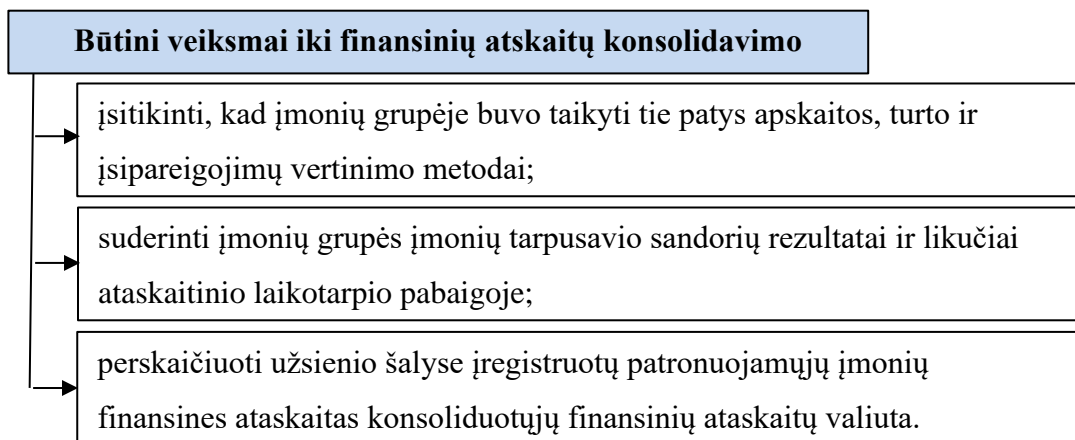 Būtini veiksmai iki finansinių atskaitų konsolidavimo
įsitikinti, kad įmonių grupėje buvo taikyti tie patys apskaitos, turto ir
įsipareigojimų vertinimo metodai;
suderinti įmonių grupės įmonių tarpusavio sandorių rezultatai ir likučiai
ataskaitinio laikotarpio pabaigoje;
perskaičiuoti užsienio šalyse įregistruotų patronuojamųjų įmonių
finansines ataskaitas konsoliduotųjų finansinių ataskaitų valiuta.